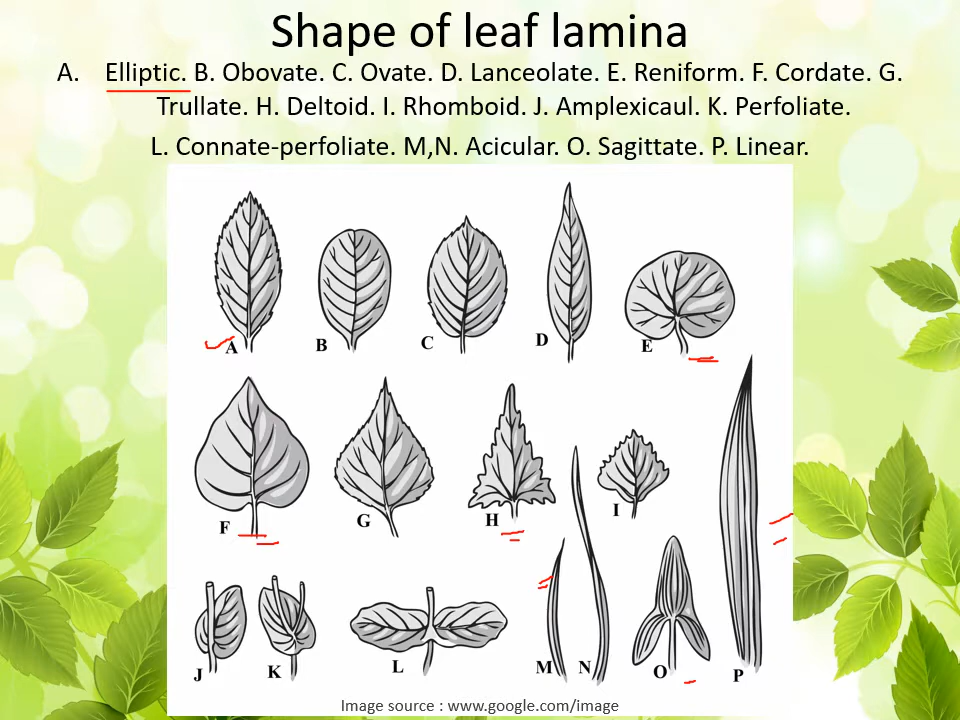 Shape of leaf lamina
A. Elliptic. B. Obovate. C. Ovate. D. Lanceolate. E. Reniform. F. Cordate. G.
Trullate. H. Deltoid. I. Rhomboid. J. Amplexicaul. K. Perfoliate.
L. Connate-perfoliate. M,N. Acicular. O. Sagittate. P. Linear.
A B C D E
F G H I
J K L M N O P
Image source : www.google.com/image